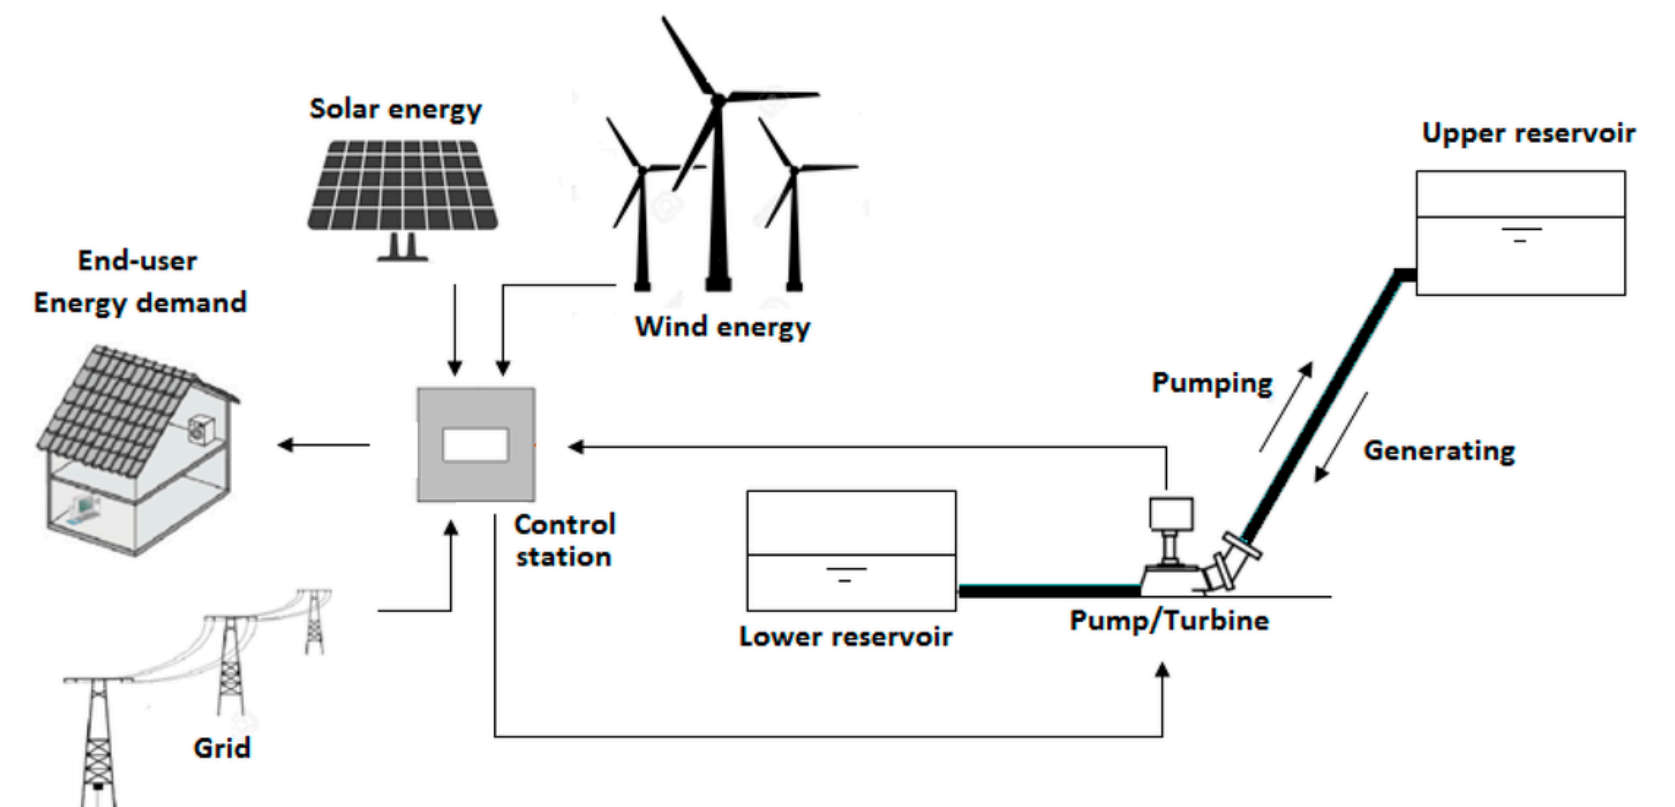 Solar energy
Upper reservoir
End-user
Energy demand
Wind energy
Pumping
Generating
Control
station
Lower reservoir
Pump/Turbine
Grid